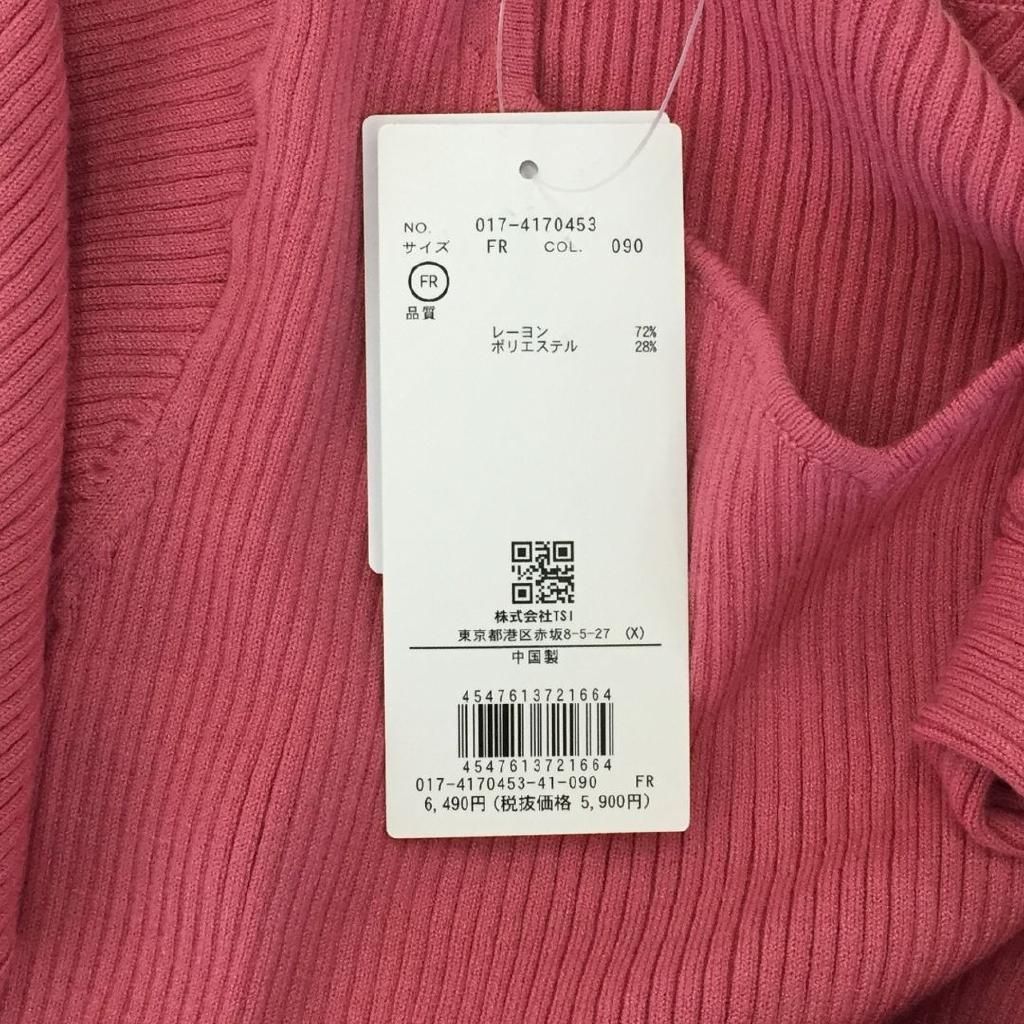 NO. 017-4170453
サイズ FR COL. 090
FR
品質
レーヨン 72%
ポリエステル 28%
株式会社TSI
東京都港区赤坂8-5-27 (X)
中国製
4547613721664
4547613721664
017-4170453-41-090 FR
6,490円(税抜価格 5,900円)